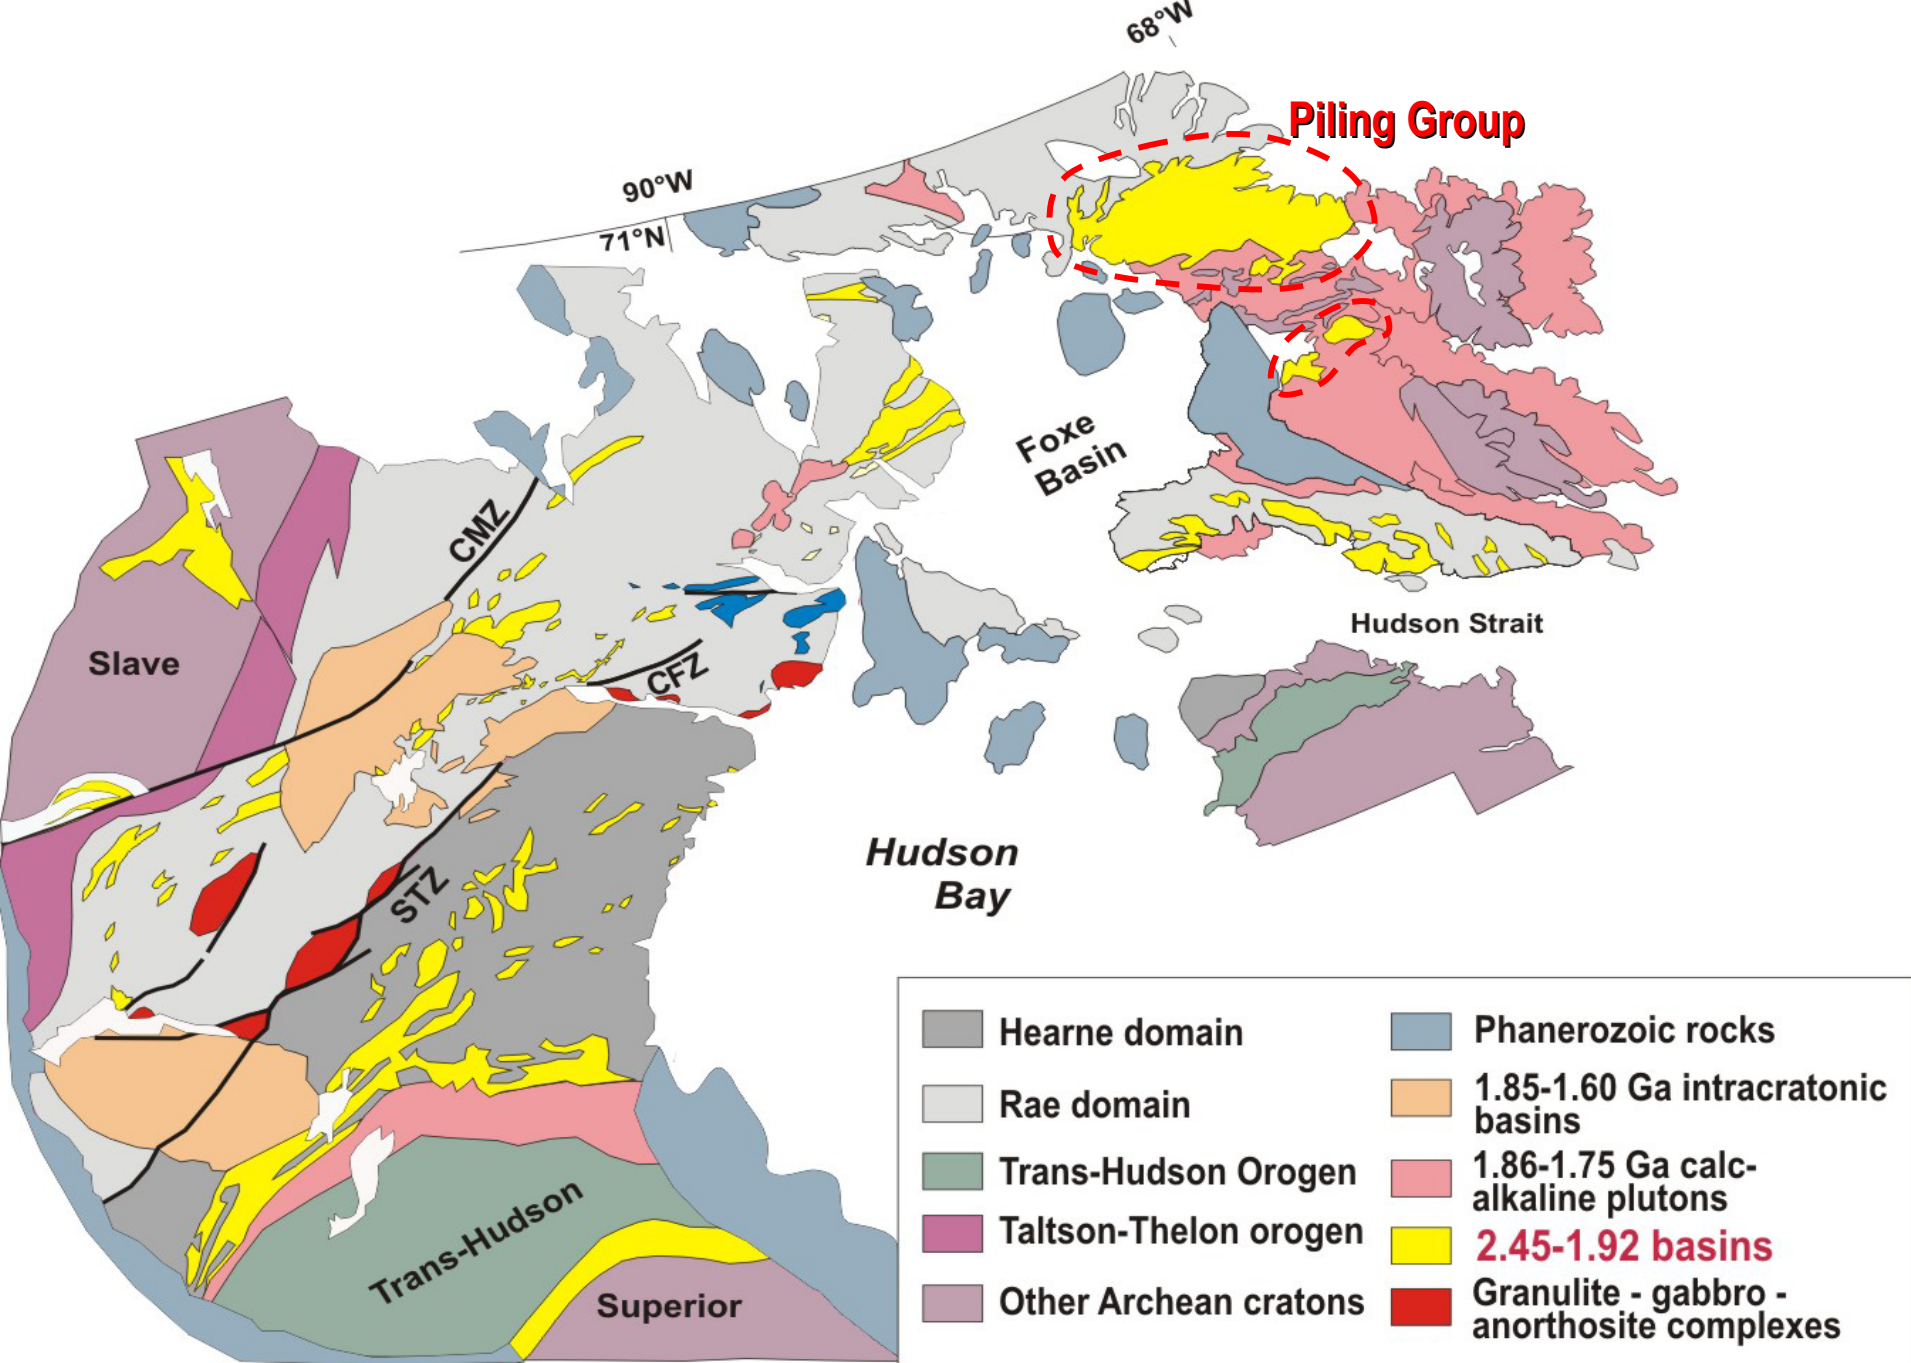 68°W
Piling Group
90°W
71°N
Foxe
Basin
CMZ
Slave
Hudson Strait
CFZ
Hudson
Bay
STZ
Trans-Hudson
Superior
Hearne domain
Rae domain
Trans-Hudson Orogen
Taltson-Thelon orogen
Other Archean cratons
Phanerozoic rocks
1.85-1.60 Ga intracratonic
basins
1.86-1.75 Ga calc-
alkaline plutons
2.45-1.92 basins
Granulite - gabbro -
anorthosite complexes